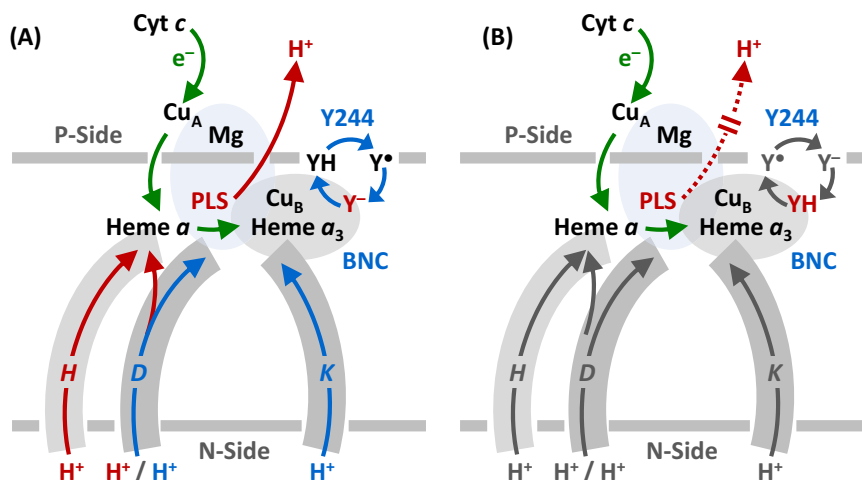 (A)
Cyt c
e–
H+
CuA
Mg
P-Side
Y244
YH
Y•
Y–
PLS
CuB
Heme a
Heme a3
BNC
H
D
K
N-Side
H+
H+ / H+
H+
(B)
Cyt c
e–
H+
CuA
Mg
P-Side
Y244
Y•
Y–
YH
PLS
CuB
Heme a
Heme a3
BNC
H
D
K
N-Side
H+
H+ / H+
H+